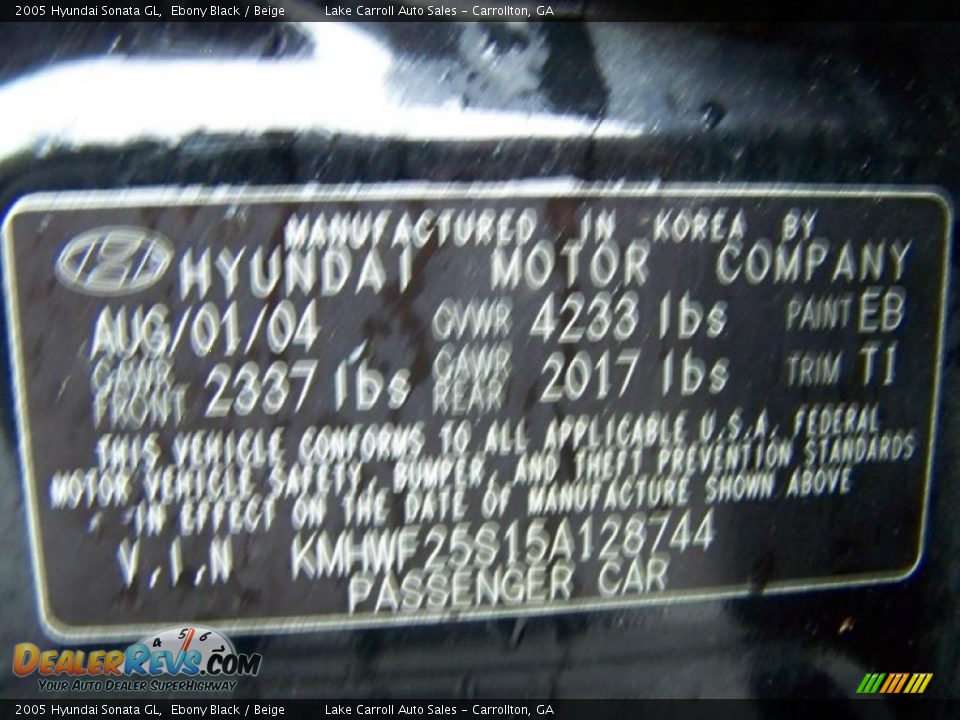 2005 Hyundai Sonata GL, Ebony Black / Beige Lake Carroll Auto Sales - Carrollton, GA
MANUFACTURED IN KOREA BY
HYUNDAI MOTOR COMPANY
AUG/01/04 GVWR 4233 lbs PAINT EB
GAWR FRONT 2337 lbs GAWR REAR 2017 lbs TRIM TI
THIS VEHICLE CONFORMS TO ALL APPLICABLE U.S.A. FEDERAL
MOTOR VEHICLE SAFETY, BUMPER, AND THEFT PREVENTION STANDARDS
IN EFFECT ON THE DATE OF MANUFACTURE SHOWN ABOVE
V.I.N KMHWF25S15A128744
PASSENGER CAR
4 5 6
DEALERREVS.COM
YOUR AUTO DEALER SUPERHIGHWAY
2005 Hyundai Sonata GL, Ebony Black / Beige Lake Carroll Auto Sales - Carrollton, GA